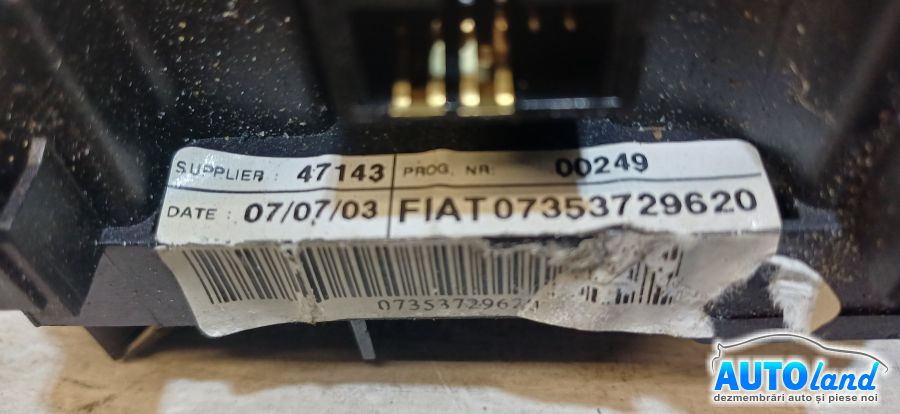 SUPPLIER : 47143 PROG. NR: 00249
DATE : 07/07/03 FIAT 07353729620
AUTOland
dezmembrări auto și piese noi